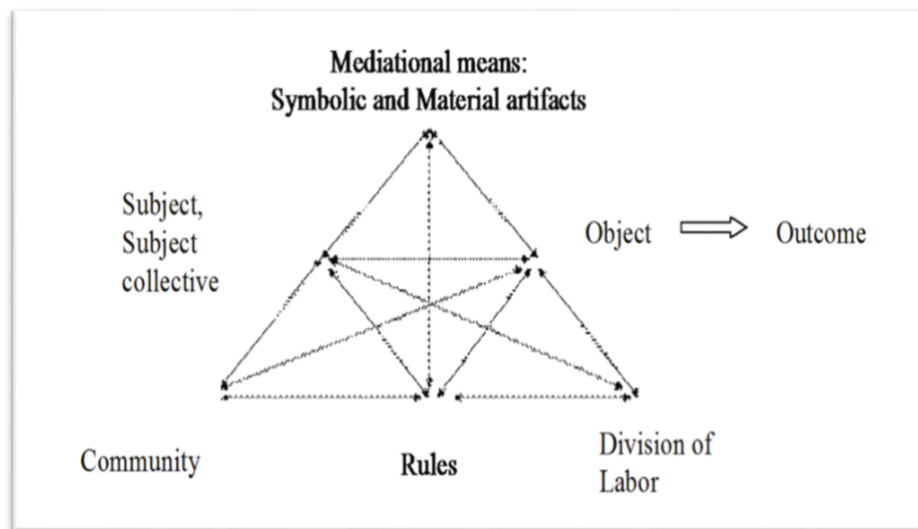 Mediational means:
Symbolic and Material artifacts
Subject,
Subject
collective
Object
Outcome
Community
Rules
Division of
Labor